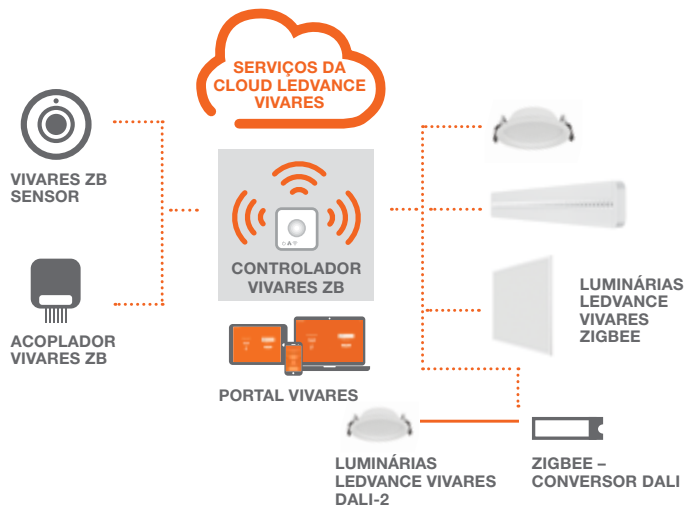 SERVIÇOS DA
CLOUD LEDVANCE
VIVARES
VIVARES ZB
SENSOR
CONTROLADOR
VIVARES ZB
ACOPLADOR
VIVARES ZB
LUMINÁRIAS
LEDVANCE
VIVARES
ZIGBEE
PORTAL VIVARES
LUMINÁRIAS
LEDVANCE VIVARES
DALI-2
ZIGBEE –
CONVERSOR DALI